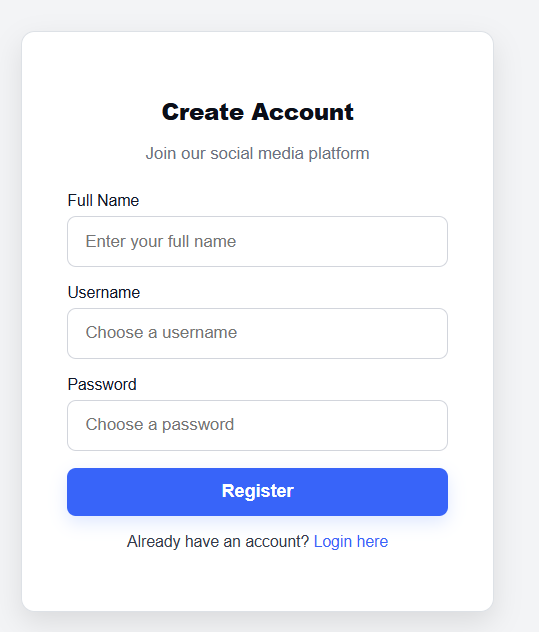 Create Account
Join our social media platform
Full Name
Enter your full name
Username
Choose a username
Password
Choose a password
Register
Already have an account? Login here